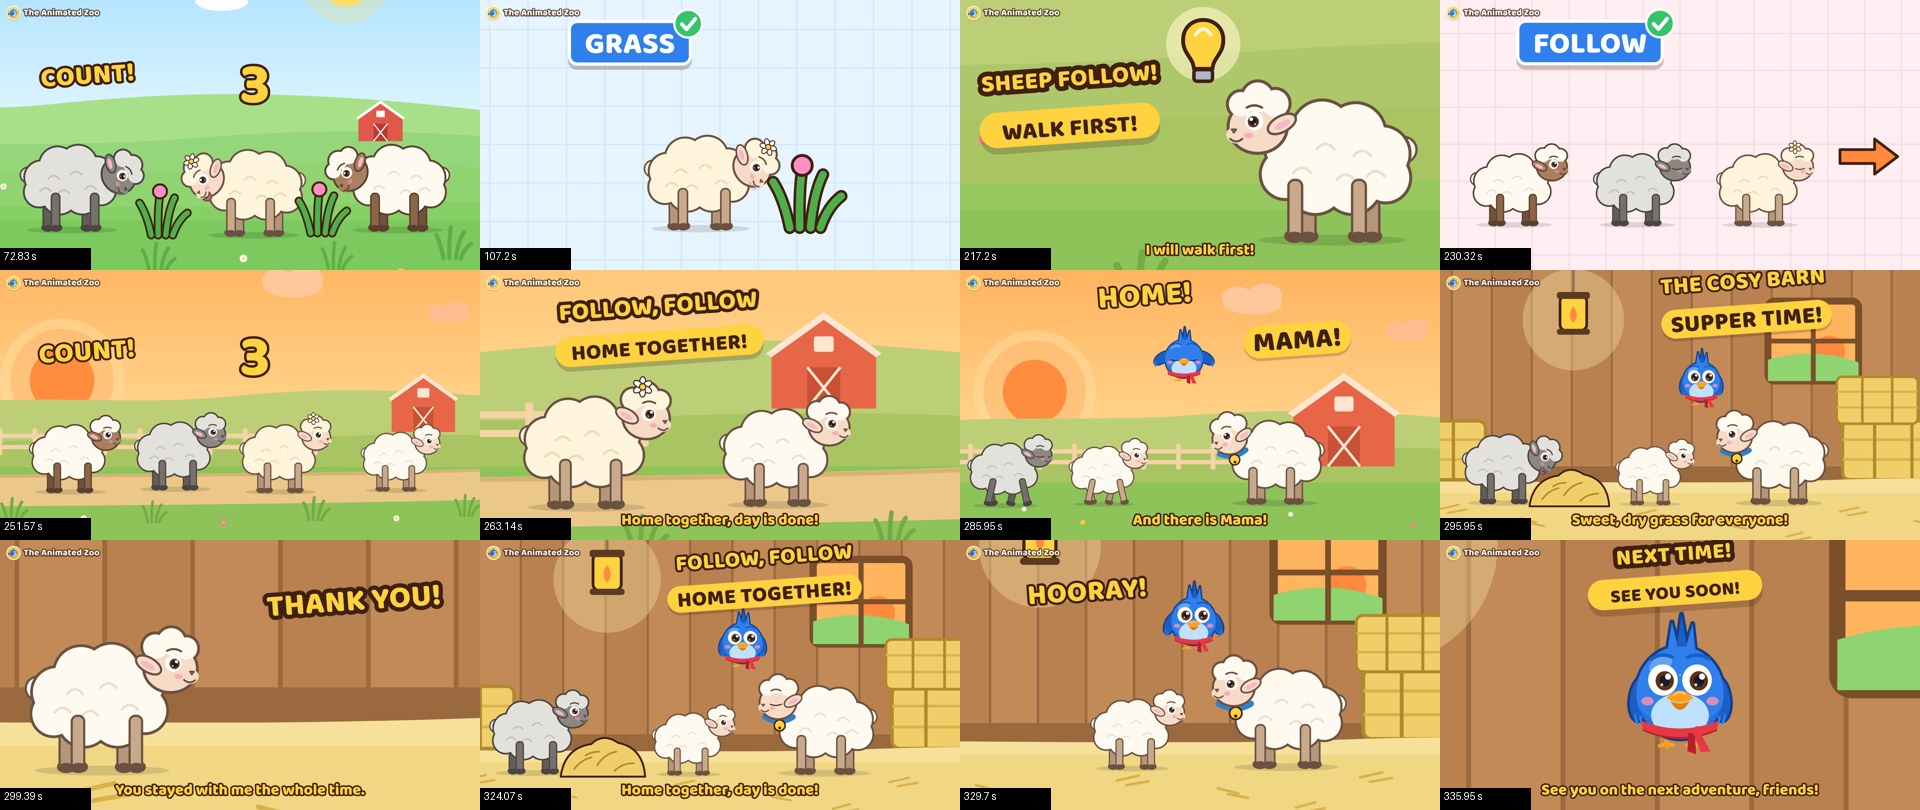 The Animated Zoo
COUNT!
3
72.83 s
The Animated Zoo
GRASS
107.2 s
The Animated Zoo
SHEEP FOLLOW!
WALK FIRST!
I will walk first!
217.2 s
The Animated Zoo
FOLLOW
230.32 s
The Animated Zoo
COUNT!
3
251.57 s
The Animated Zoo
FOLLOW, FOLLOW
HOME TOGETHER!
Home together, day is done!
263.14 s
The Animated Zoo
HOME!
MAMA!
And there is Mama!
285.95 s
The Animated Zoo
THE COSY BARN
SUPPER TIME!
Sweet, dry grass for everyone!
295.95 s
The Animated Zoo
THANK YOU!
You stayed with me the whole time.
299.39 s
The Animated Zoo
FOLLOW, FOLLOW
HOME TOGETHER!
Home together, day is done!
324.07 s
The Animated Zoo
HOORAY!
329.7 s
The Animated Zoo
NEXT TIME!
SEE YOU SOON!
See you on the next adventure, friends!
335.95 s